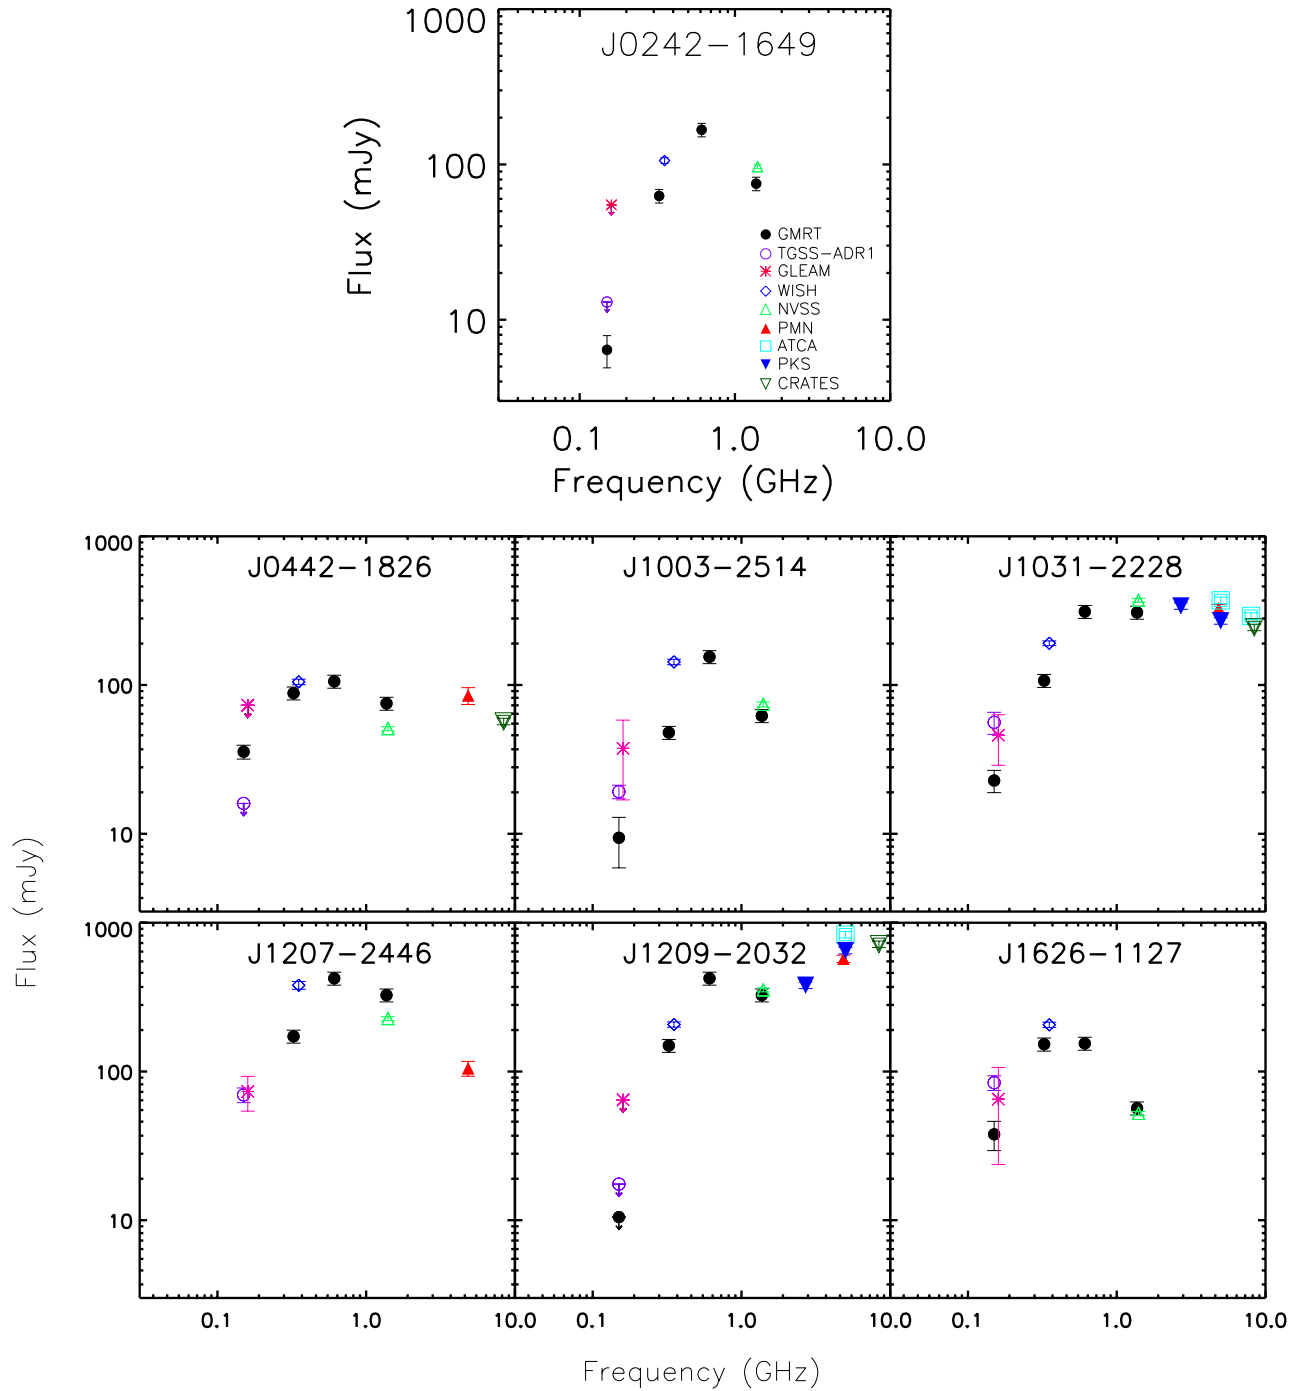 1000
J0242−1649
100
10
Flux (mJy)
GMRT
TGSS−ADR1
GLEAM
WISH
NVSS
PMN
ATCA
PKS
CRATES
0.1 1.0 10.0
Frequency (GHz)
1000
100
10
J0442−1826 J1003−2514 J1031−2228
Flux (mJy)
1000
100
10
J1207−2446 J1209−2032 J1626−1127
0.1 1.0 10.0 0.1 1.0 10.0 0.1 1.0 10.0
Frequency (GHz)